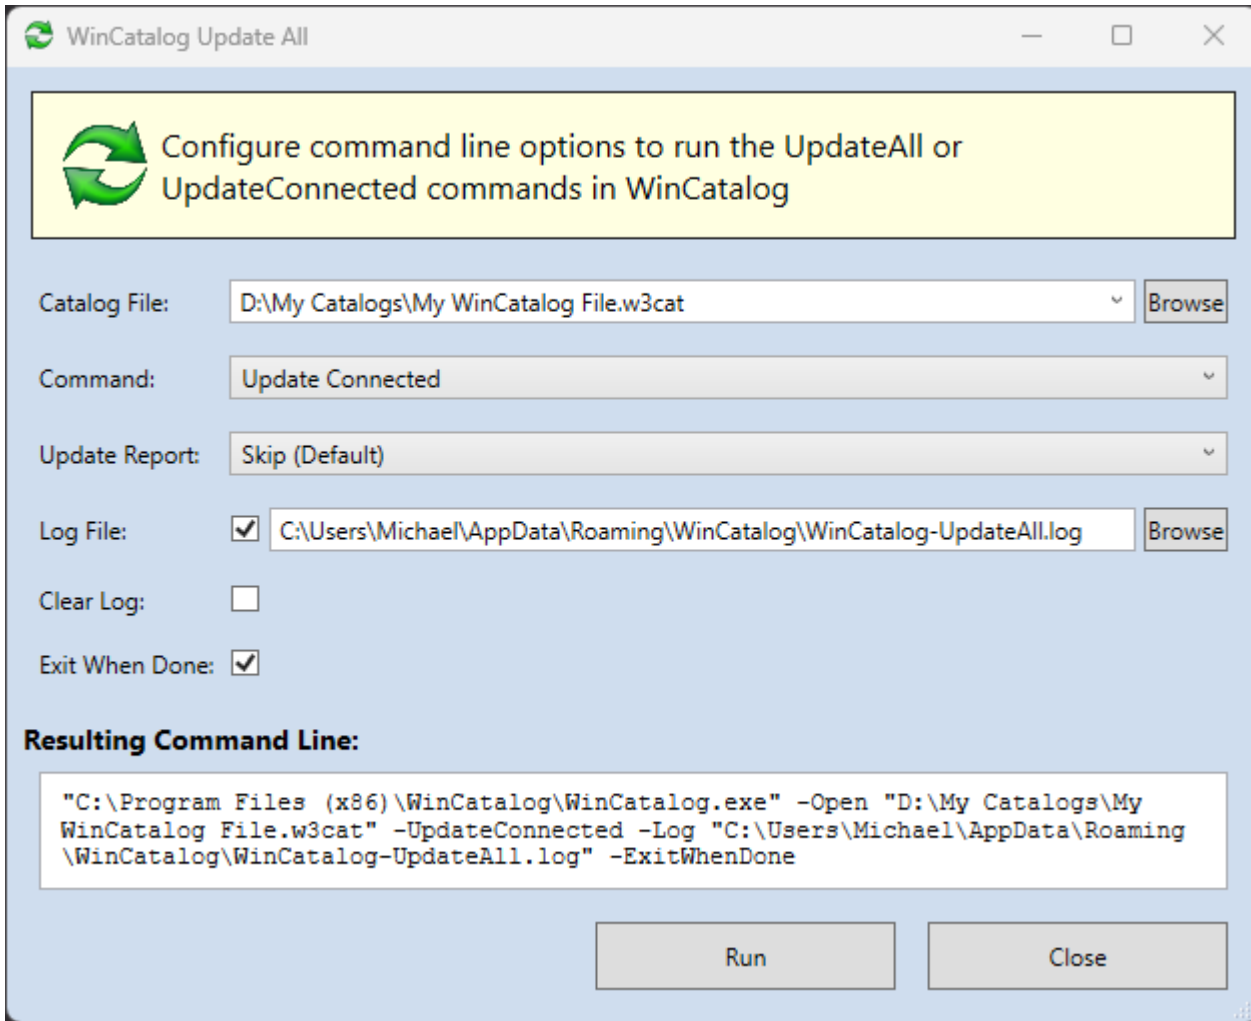 WinCatalog Update All
Configure command line options to run the UpdateAll or
UpdateConnected commands in WinCatalog
Catalog File: D:\My Catalogs\My WinCatalog File.w3cat Browse
Command: Update Connected
Update Report: Skip (Default)
Log File: C:\Users\Michael\AppData\Roaming\WinCatalog\WinCatalog-UpdateAll.log Browse
Clear Log:
Exit When Done:
Resulting Command Line:
"C:\Program Files (x86)\WinCatalog\WinCatalog.exe" -Open "D:\My Catalogs\My
WinCatalog File.w3cat" -UpdateConnected -Log "C:\Users\Michael\AppData\Roaming
\WinCatalog\WinCatalog-UpdateAll.log" -ExitWhenDone
Run Close